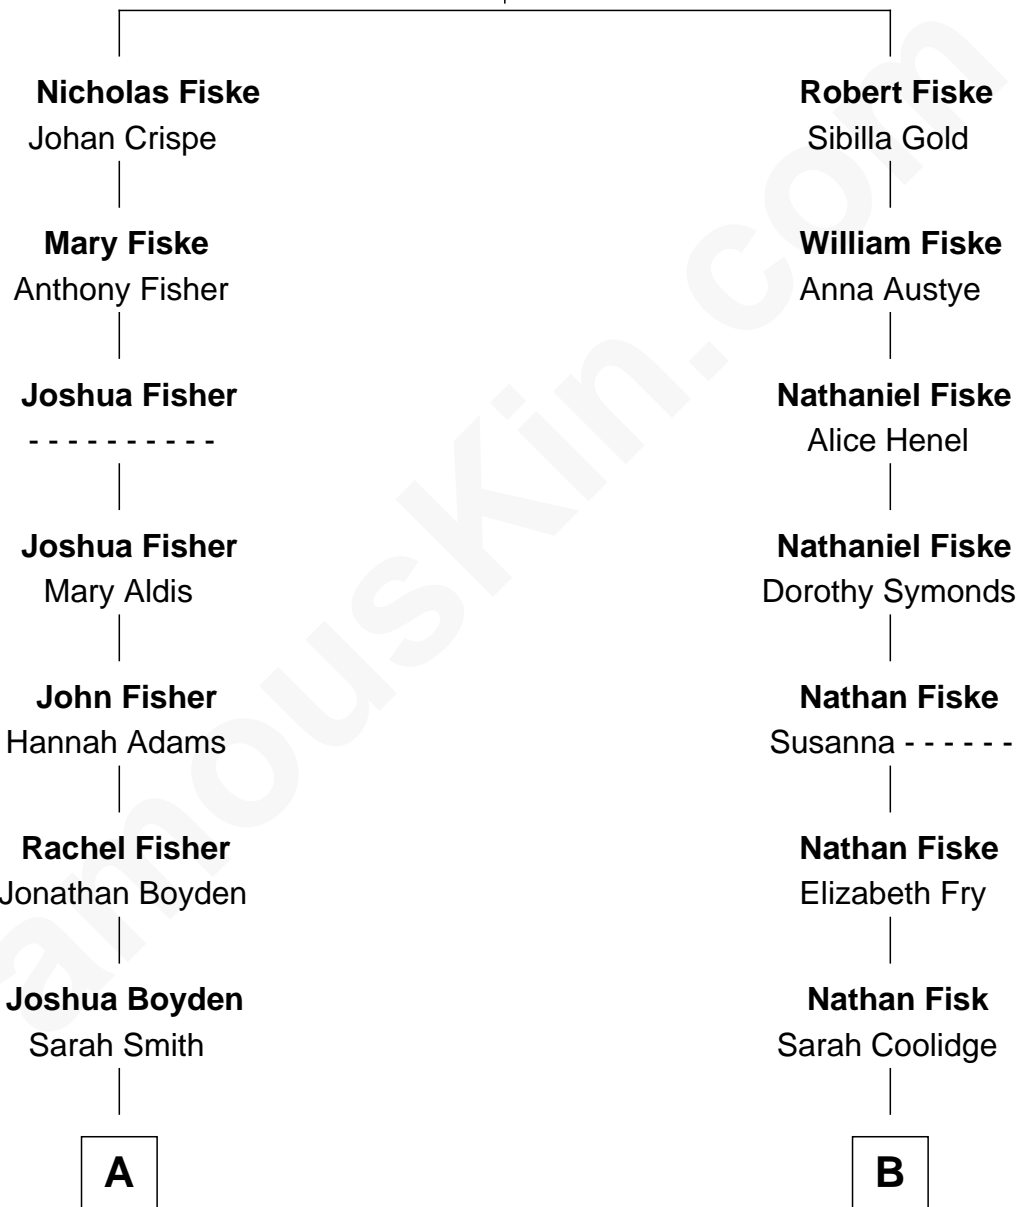 Nicholas Fiske
Johan Crispe
Mary Fiske
Anthony Fisher
Joshua Fisher
- - - - - - - - - -
Joshua Fisher
Mary Aldis
John Fisher
Hannah Adams
Rachel Fisher
Jonathan Boyden
Joshua Boyden
Sarah Smith
A
Robert Fiske
Sibilla Gold
William Fiske
Anna Austye
Nathaniel Fiske
Alice Henel
Nathaniel Fiske
Dorothy Symonds
Nathan Fiske
Susanna - - - - - -
Nathan Fiske
Elizabeth Fry
Nathan Fisk
Sarah Coolidge
B
amouskin.com